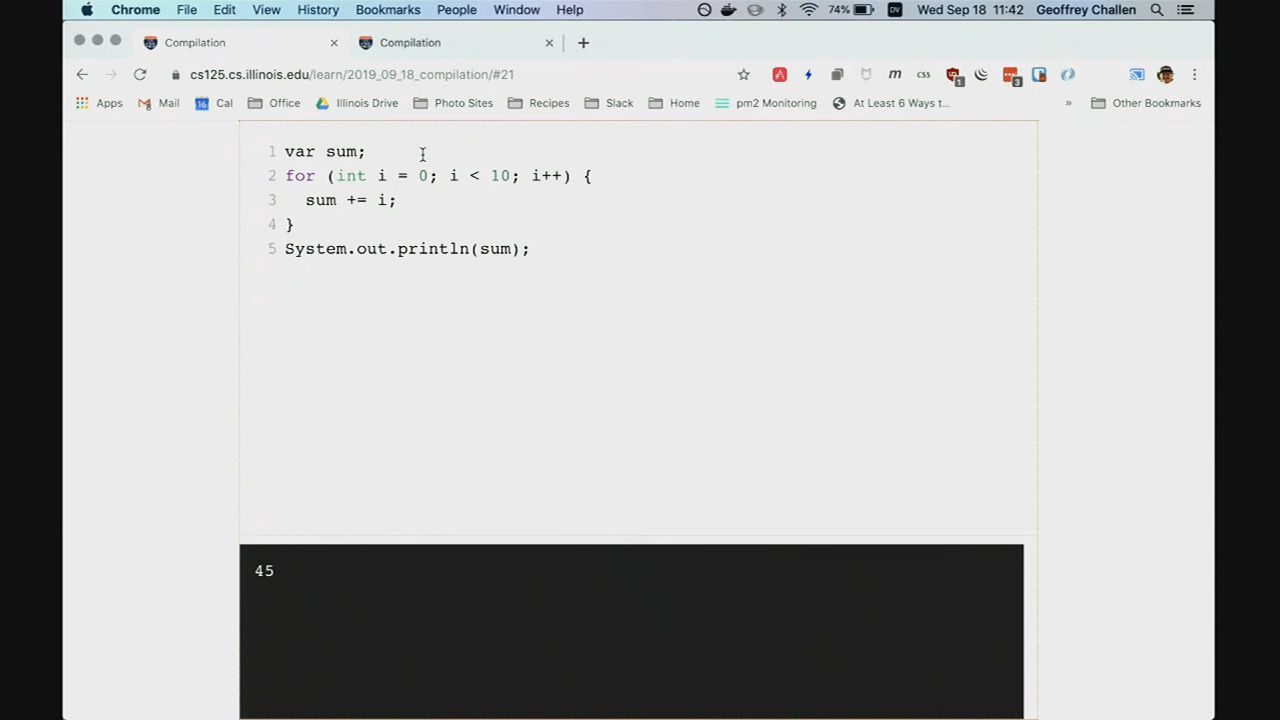 Chrome File Edit View History Bookmarks People Window Help 74% DV Wed Sep 18 11:42 Geoffrey Challen
Compilation × Compilation × +
cs125.cs.illinois.edu/learn/2019_09_18_compilation/#21
Apps Mail 16 Cal Office Illinois Drive Photo Sites Recipes Slack Home pm2 Monitoring At Least 6 Ways t... » Other Bookmarks
1 var sum;
2 for (int i = 0; i < 10; i++) {
3 sum += i;
4 }
5 System.out.println(sum);
45